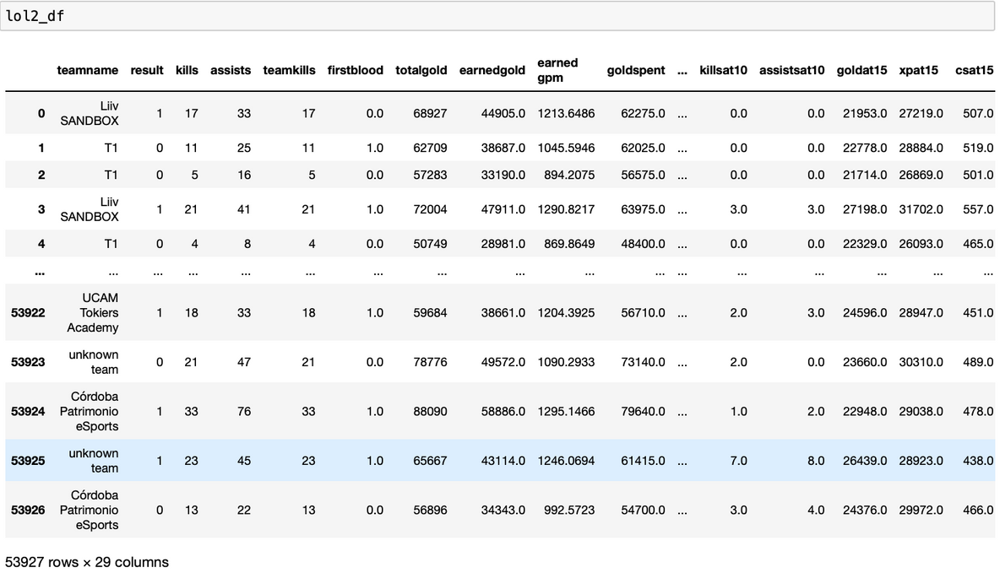 lol2_df
teamname result kills assists teamkills firstblood totalgold earnedgold earned gpm goldspent ... killsat10 assistsat10 goldat15 xpat15 csat15
0 Liiv SANDBOX 1 17 33 17 0.0 68927 44905.0 1213.6486 62275.0 ... 0.0 0.0 21953.0 27219.0 507.0
1 T1 0 11 25 11 1.0 62709 38687.0 1045.5946 62025.0 ... 0.0 0.0 22778.0 28884.0 519.0
2 T1 0 5 16 5 0.0 57283 33190.0 894.2075 56575.0 ... 0.0 0.0 21714.0 26869.0 501.0
3 Liiv SANDBOX 1 21 41 21 1.0 72004 47911.0 1290.8217 63975.0 ... 3.0 3.0 27198.0 31702.0 557.0
4 T1 0 4 8 4 0.0 50749 28981.0 869.8649 48400.0 ... 0.0 0.0 22329.0 26093.0 465.0
... ... ... ... ... ... ... ... ... ... ... ... ... ... ... ...
53922 UCAM Tokiers Academy 1 18 33 18 1.0 59684 38661.0 1204.3925 56710.0 ... 2.0 3.0 24596.0 28947.0 451.0
53923 unknown team 0 21 47 21 0.0 78776 49572.0 1090.2933 73140.0 ... 2.0 0.0 23660.0 30310.0 489.0
53924 Córdoba Patrimonio eSports 1 33 76 33 1.0 88090 58886.0 1295.1466 79640.0 ... 1.0 2.0 22948.0 29038.0 478.0
53925 unknown team 1 23 45 23 1.0 65667 43114.0 1246.0694 61415.0 ... 7.0 8.0 26439.0 28923.0 438.0
53926 Córdoba Patrimonio eSports 0 13 22 13 0.0 56896 34343.0 992.5723 54700.0 ... 3.0 4.0 24376.0 29972.0 466.0
53927 rows × 29 columns